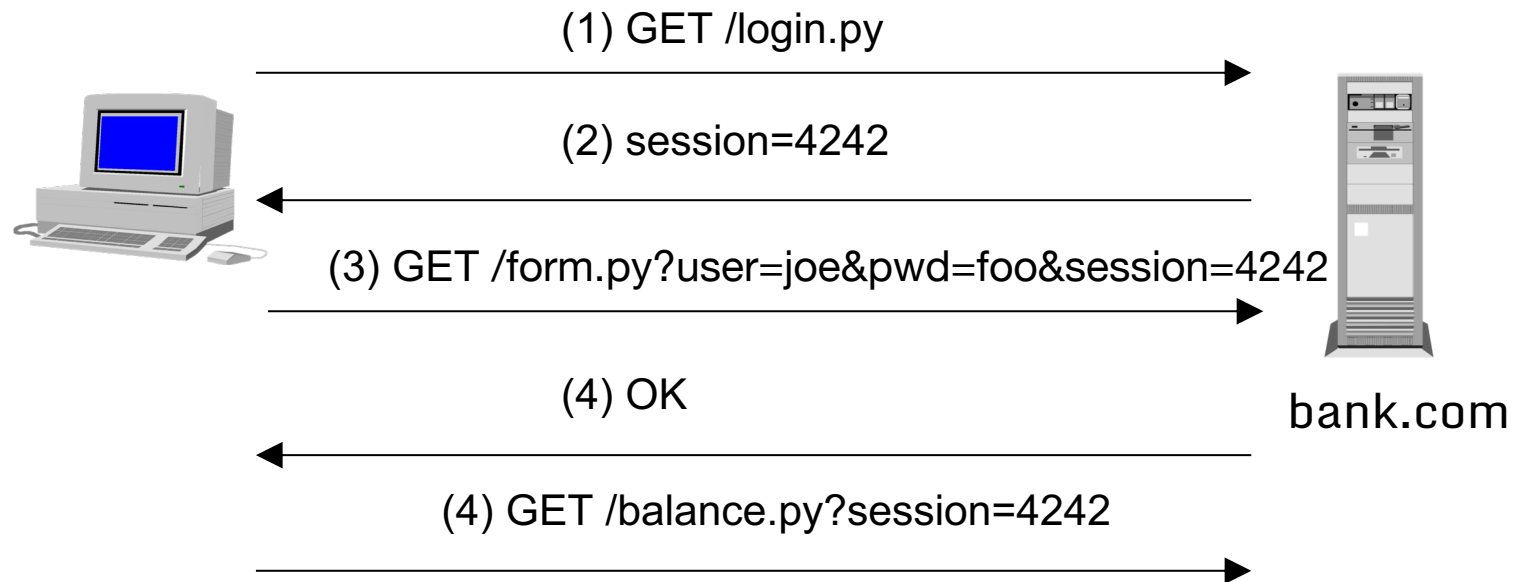 (1) GET /login.py
(2) session=4242
(3) GET /form.py?user=joe&pwd=foo&session=4242
(4) OK
bank.com
(4) GET /balance.py?session=4242